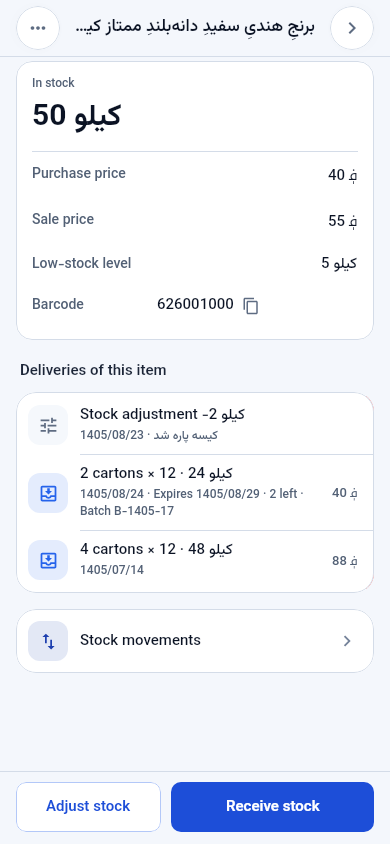 برنجِ هنديِ سفيدِ دانه‌بلندِ ممتاز کیـ...
In stock
50 کیلو
Purchase price
40 ؋
Sale price
55 ؋
Low-stock level
5 کیلو
Barcode
626001000
Deliveries of this item
Stock adjustment -2 کیلو
1405/08/23 · کیسه پاره شد
2 cartons × 12 · 24 کیلو
1405/08/24 · Expires 1405/08/29 · 2 left ·
Batch B-1405-17
40 ؋
4 cartons × 12 · 48 کیلو
1405/07/14
88 ؋
Stock movements
Adjust stock
Receive stock